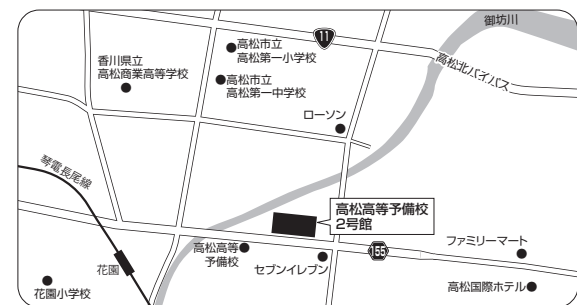 御坊川
11
高松市立
高松第一小学校
香川県立
高松商業高等学校
高松市立
高松第一中学校
高松北バイパス
ローソン
琴電長尾線
高松高等予備校
2号館
155
花園
高松高等
予備校
セブンイレブン
ファミリーマート
花園小学校
高松国際ホテル